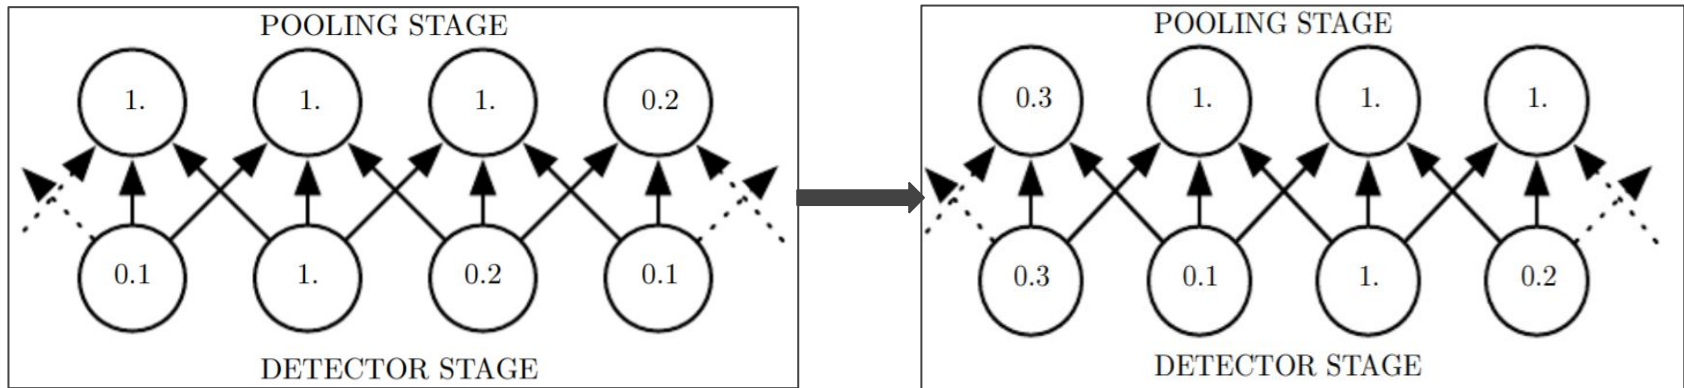 POOLING STAGE
1. 1. 1. 0.2
0.1 1. 0.2 0.1
DETECTOR STAGE
POOLING STAGE
0.3 1. 1. 1.
0.3 0.1 1. 0.2
DETECTOR STAGE